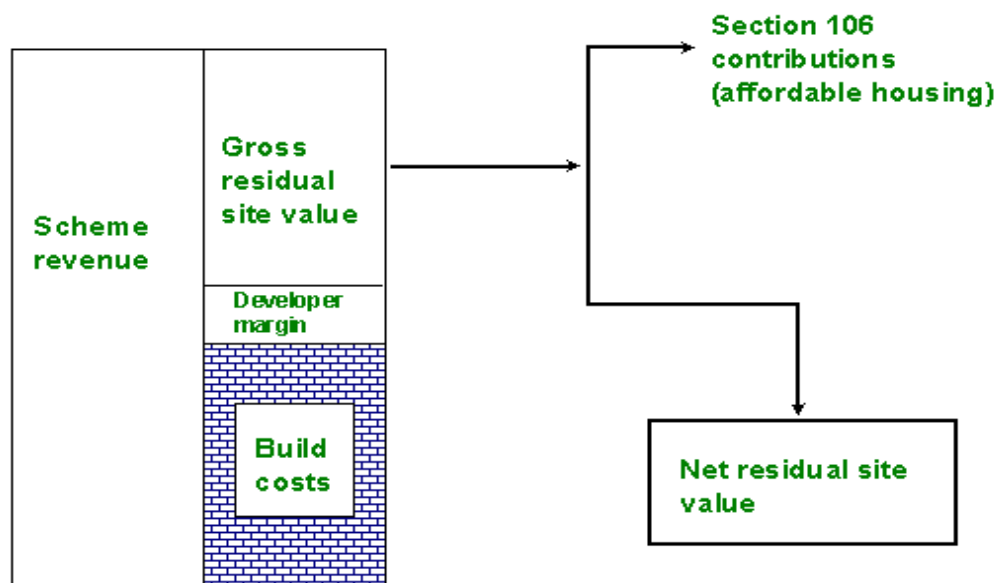 Section 106
contributions
(affordable housing)
Gross
residual
site value
Scheme
revenue
Developer
margin
Build
costs
Net residual site
value